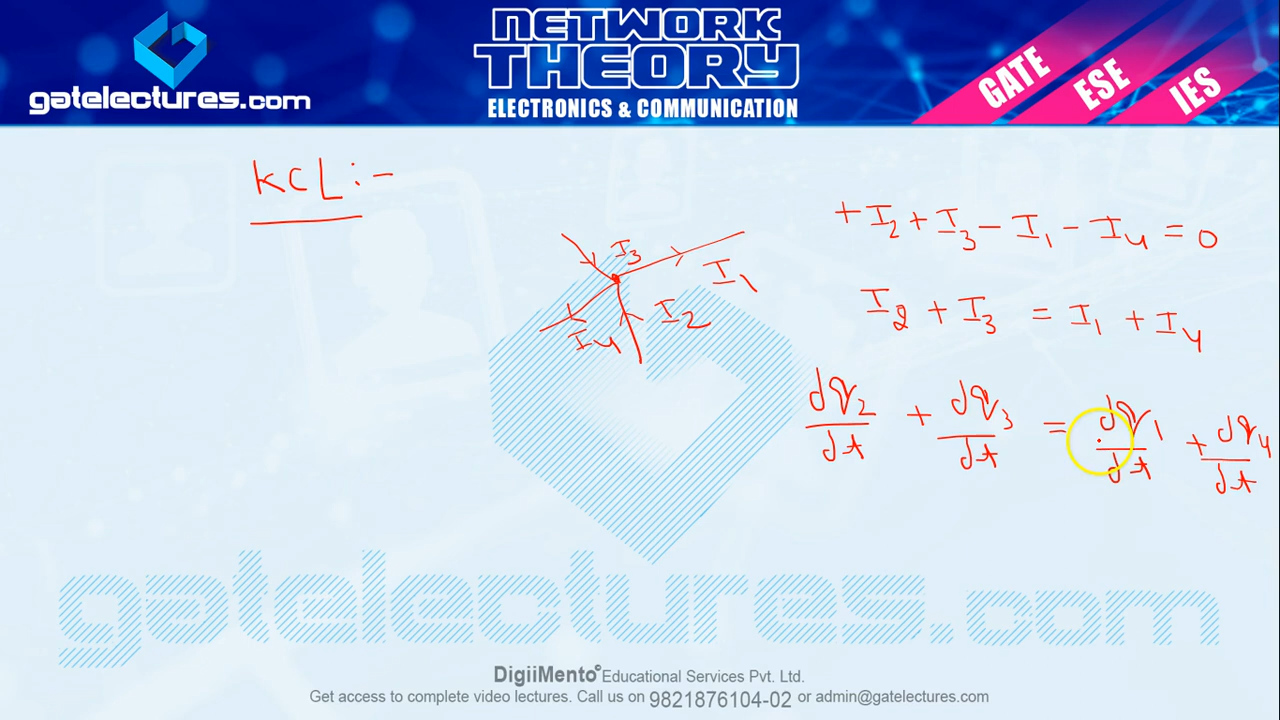 gatelectures.com
NETWORK
THEORY
ELECTRONICS & COMMUNICATION
GATE
ESE
IES
KCL:-
I3
I1
I2
I4
+I2+I3-I1-I4=0
I2+I3=I1+I4
dq2/dt + dq3/dt = dq1/dt + dq4/dt
gatelectures.com
DigiiMento© Educational Services Pvt. Ltd.
Get access to complete video lectures. Call us on 9821876104-02 or admin@gatelectures.com